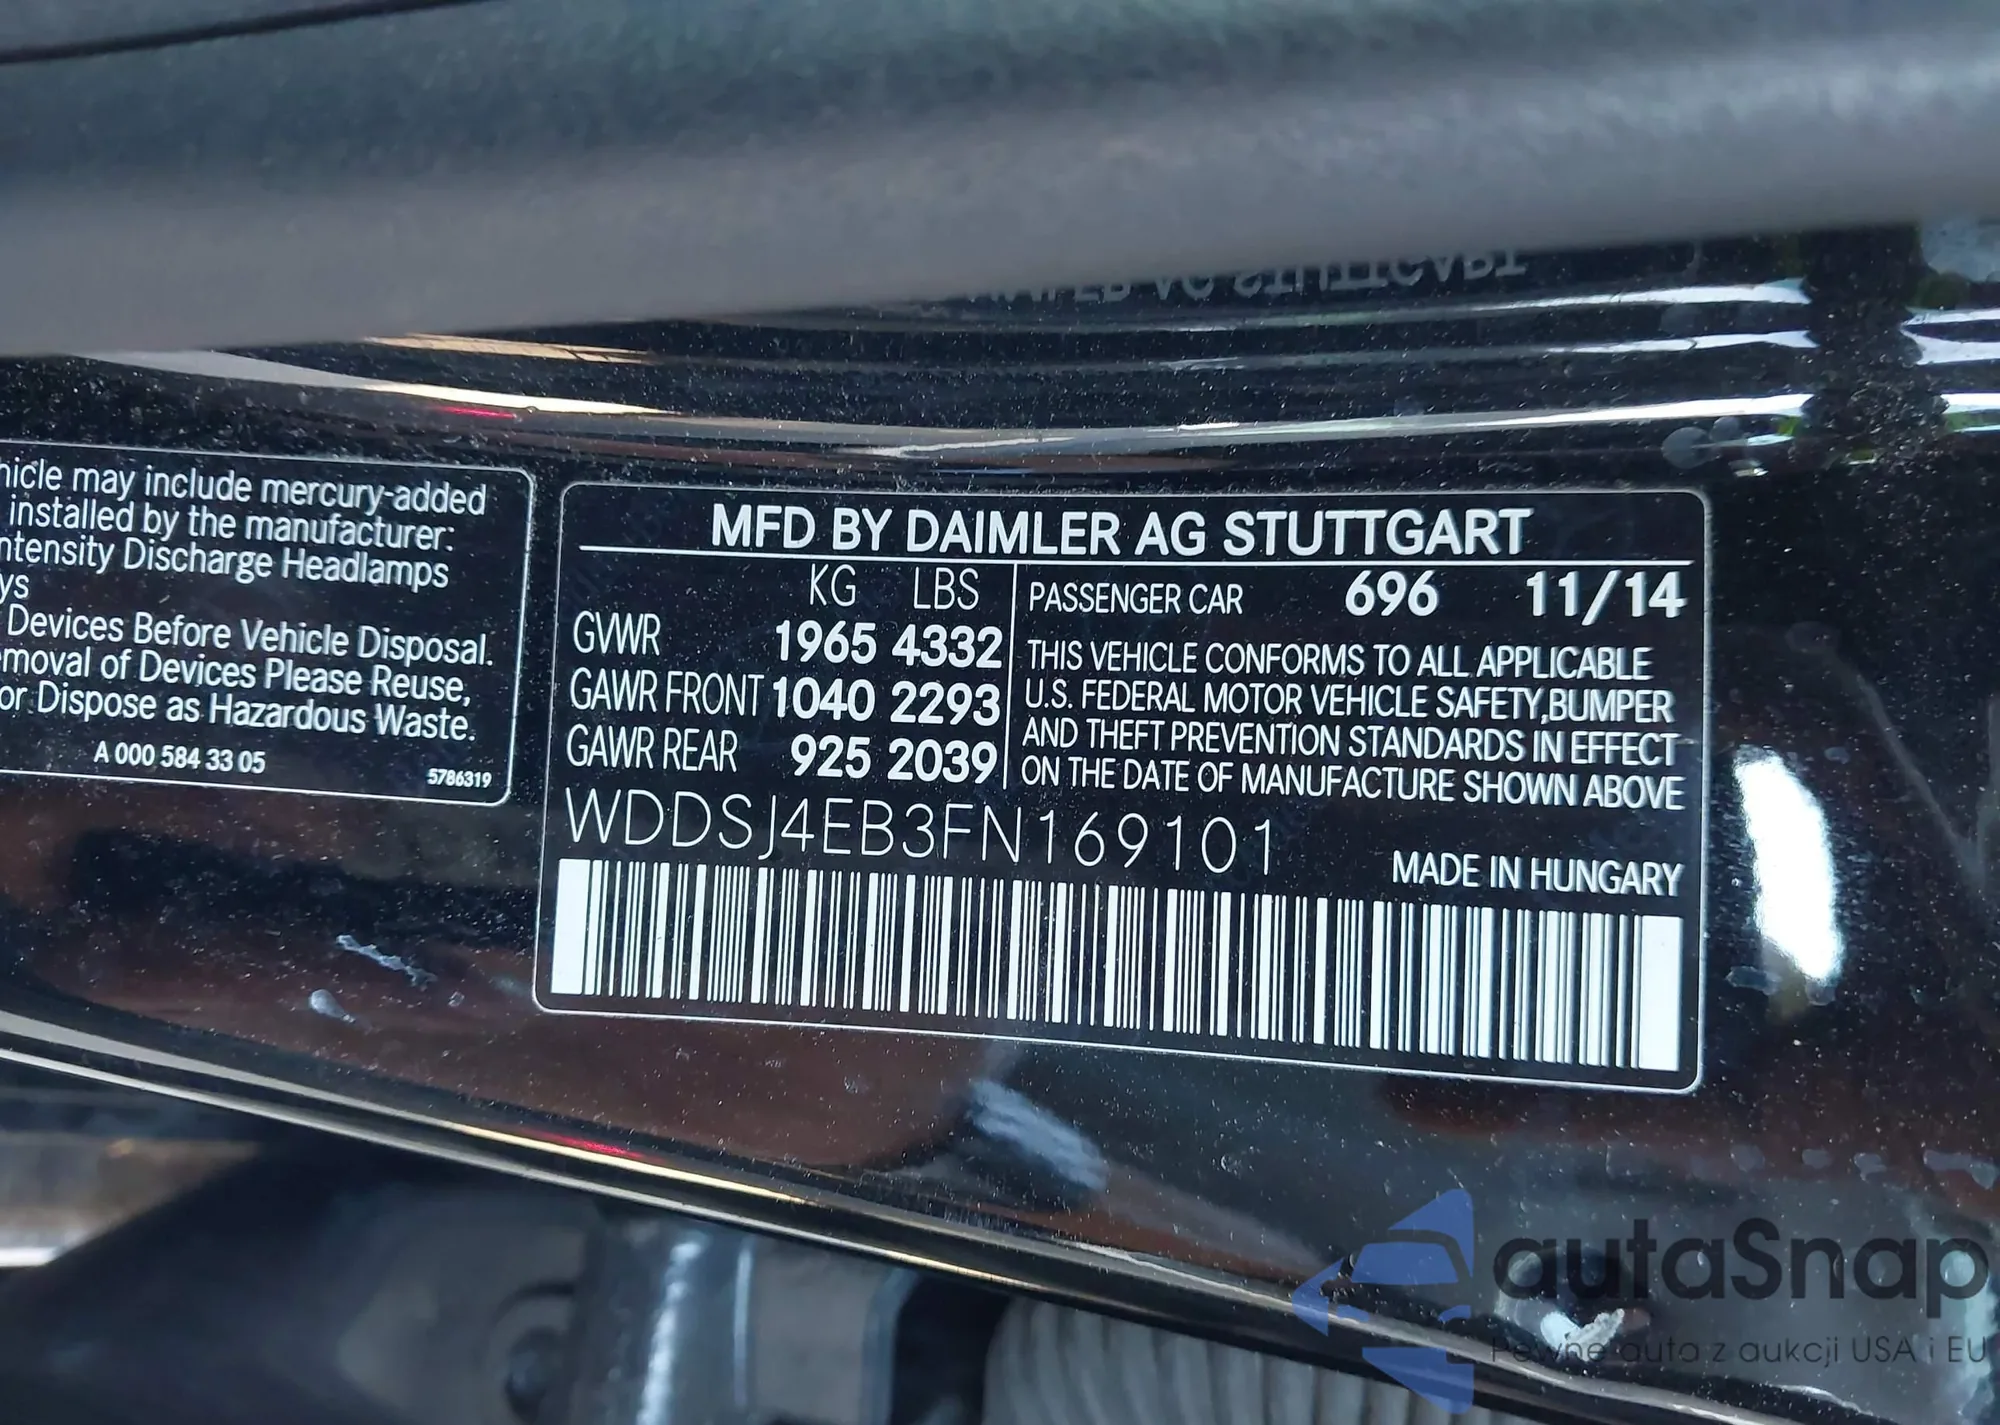 hicle may include mercury-added
installed by the manufacturer:
ntensity Discharge Headlamps
ys
Devices Before Vehicle Disposal.
moval of Devices Please Reuse,
or Dispose as Hazardous Waste.
A 000 584 33 05
5786319
MFD BY DAIMLER AG STUTTGART
KG LBS
GVWR 1965 4332
GAWR FRONT 1040 2293
GAWR REAR 925 2039
PASSENGER CAR 696 11/14
THIS VEHICLE CONFORMS TO ALL APPLICABLE
U.S. FEDERAL MOTOR VEHICLE SAFETY,BUMPER
AND THEFT PREVENTION STANDARDS IN EFFECT
ON THE DATE OF MANUFACTURE SHOWN ABOVE
WDDSJ4EB3FN169101
MADE IN HUNGARY
autaSnap
Pewne auta z aukcji USA i EU